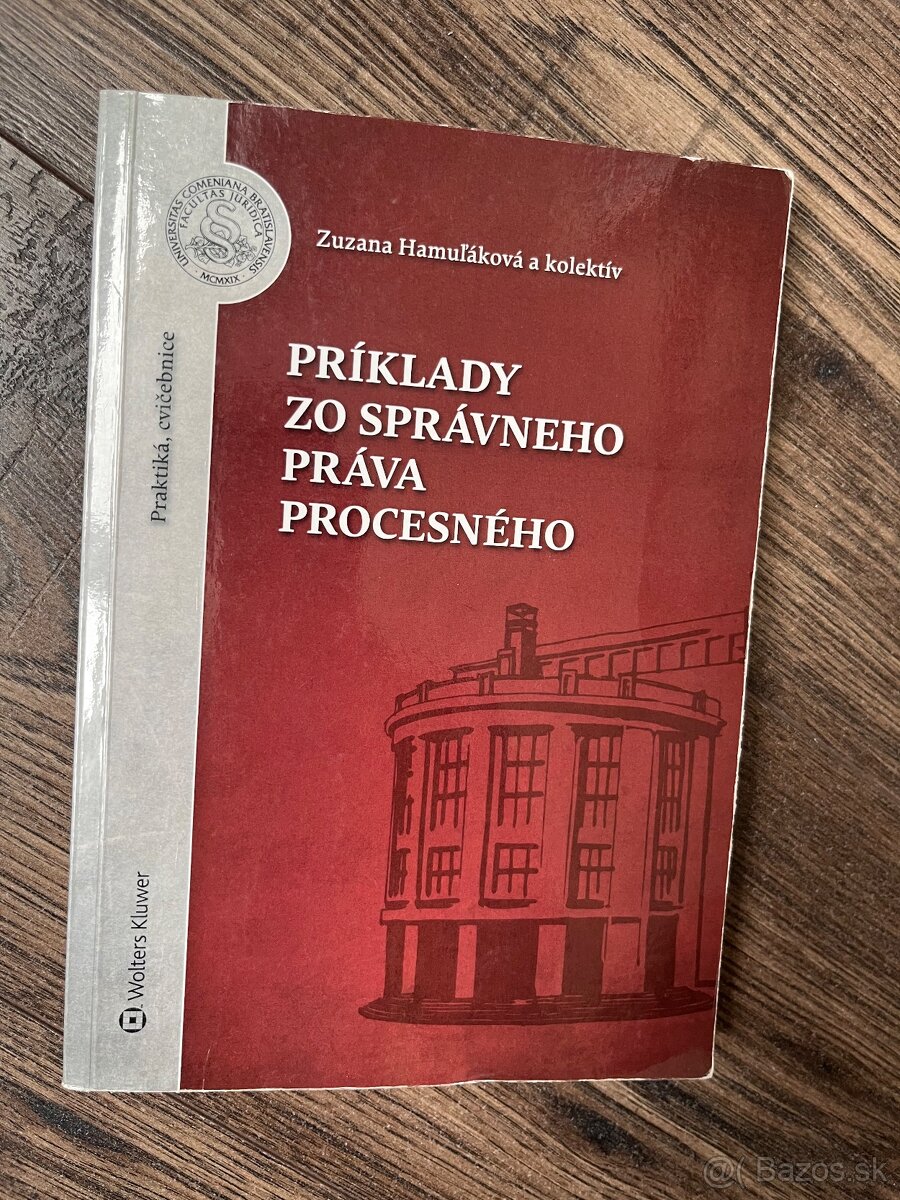 UNIVERSITAS COMENIANA BRATISLAVENSIS
FACULTAS IURIDICA
MCMXIX
Zuzana Hamuľáková a kolektív
PRÍKLADY
ZO SPRÁVNEHO
PRÁVA
PROCESNÉHO
Praktiká, cvičebnice
Wolters Kluwer
@( Bazos.sk